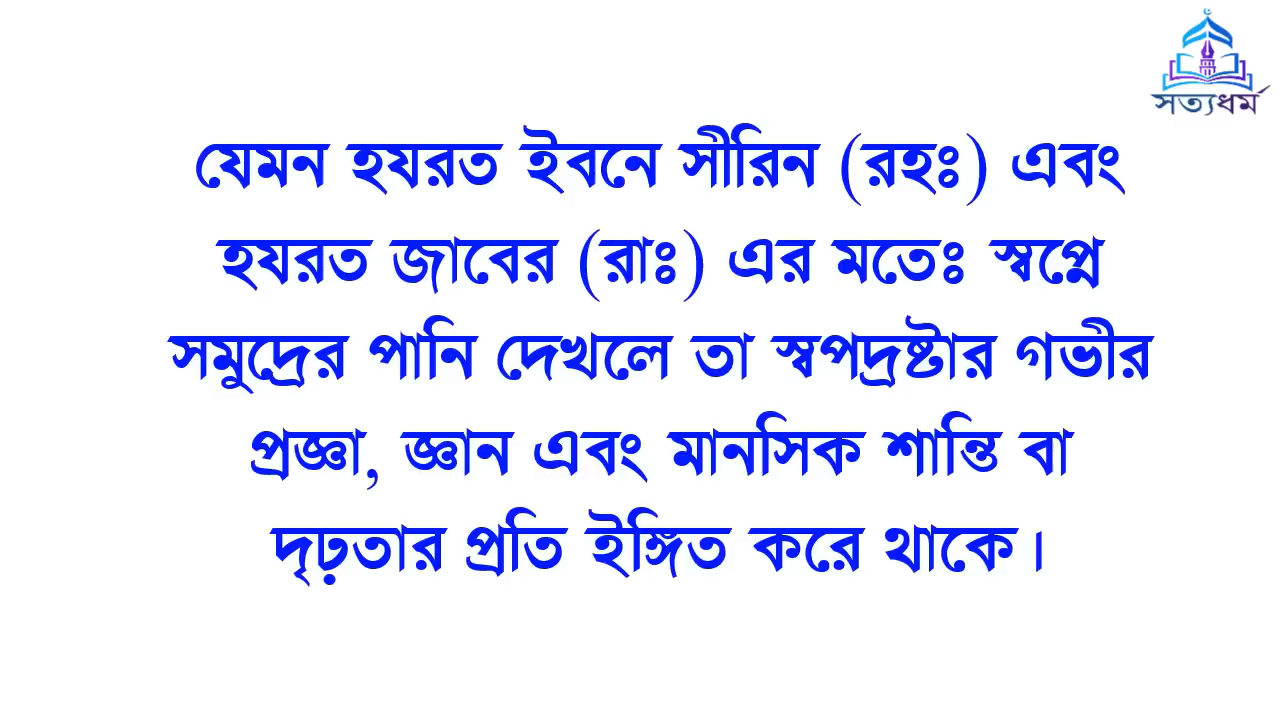 সত্যধর্ম
যেমন হযরত ইবনে সীরিন (রহঃ) এবং
হযরত জাবের (রাঃ) এর মতেঃ স্বপ্নে
সমুদ্রের পানি দেখলে তা স্বপদ্রষ্টার গভীর
প্রজ্ঞা, জ্ঞান এবং মানসিক শান্তি বা
দৃঢ়তার প্রতি ইঙ্গিত করে থাকে।